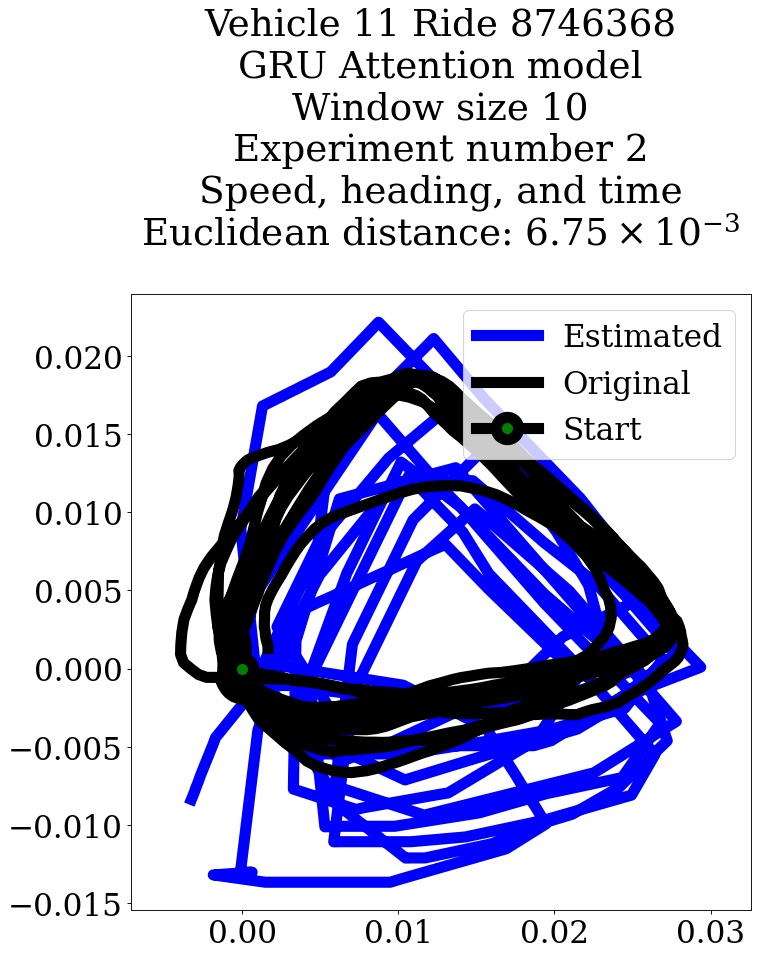 Vehicle 11 Ride 8746368
GRU Attention model
Window size 10
Experiment number 2
Speed, heading, and time
Euclidean distance: 6.75 × 10⁻³
Estimated
Original
Start
0.020
0.015
0.010
0.005
0.000
−0.005
−0.010
−0.015
0.00 0.01 0.02 0.03